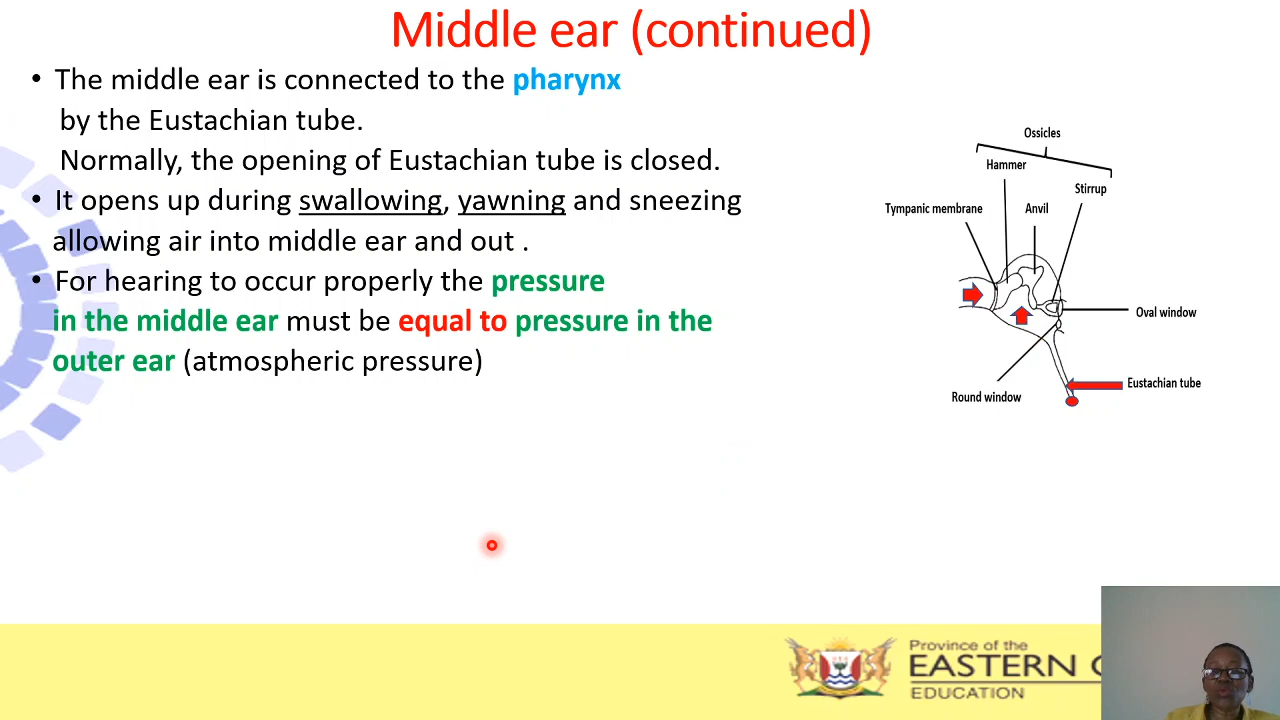 Middle ear (continued)
• The middle ear is connected to the pharynx
by the Eustachian tube.
Normally, the opening of Eustachian tube is closed.
• It opens up during swallowing, yawning and sneezing
allowing air into middle ear and out .
• For hearing to occur properly the pressure
in the middle ear must be equal to pressure in the
outer ear (atmospheric pressure)
Ossicles
Hammer
Stirrup
Tympanic membrane
Anvil
Oval window
Eustachian tube
Round window
Province of the
EASTERN
EDUCATION